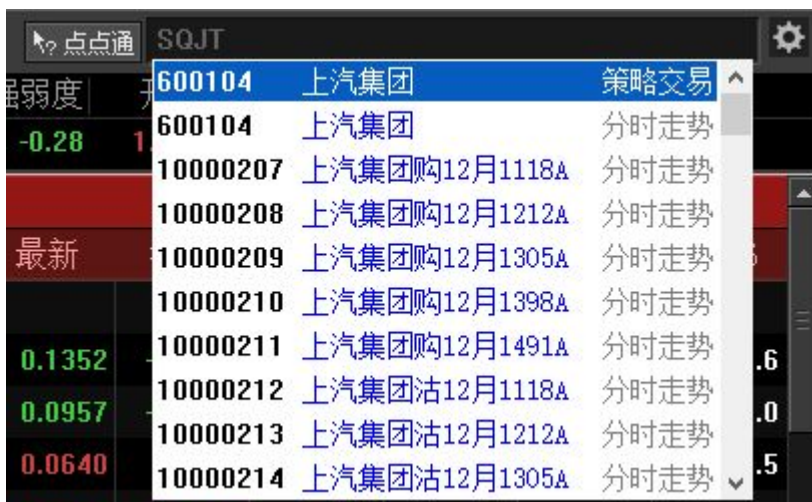 点点通 SQJT
600104 上汽集团 策略交易
弱度
600104 上汽集团 分时走势
-0.28 1.
10000207 上汽集团购12月1118A 分时走势
10000208 上汽集团购12月1212A 分时走势
最新 10000209 上汽集团购12月1305A 分时走势
10000210 上汽集团购12月1398A 分时走势
0.1352 10000211 上汽集团购12月1491A 分时走势 .6
10000212 上汽集团沽12月1118A 分时走势
0.0957 10000213 上汽集团沽12月1212A 分时走势 .0
0.0640 10000214 上汽集团沽12月1305A 分时走势 .5